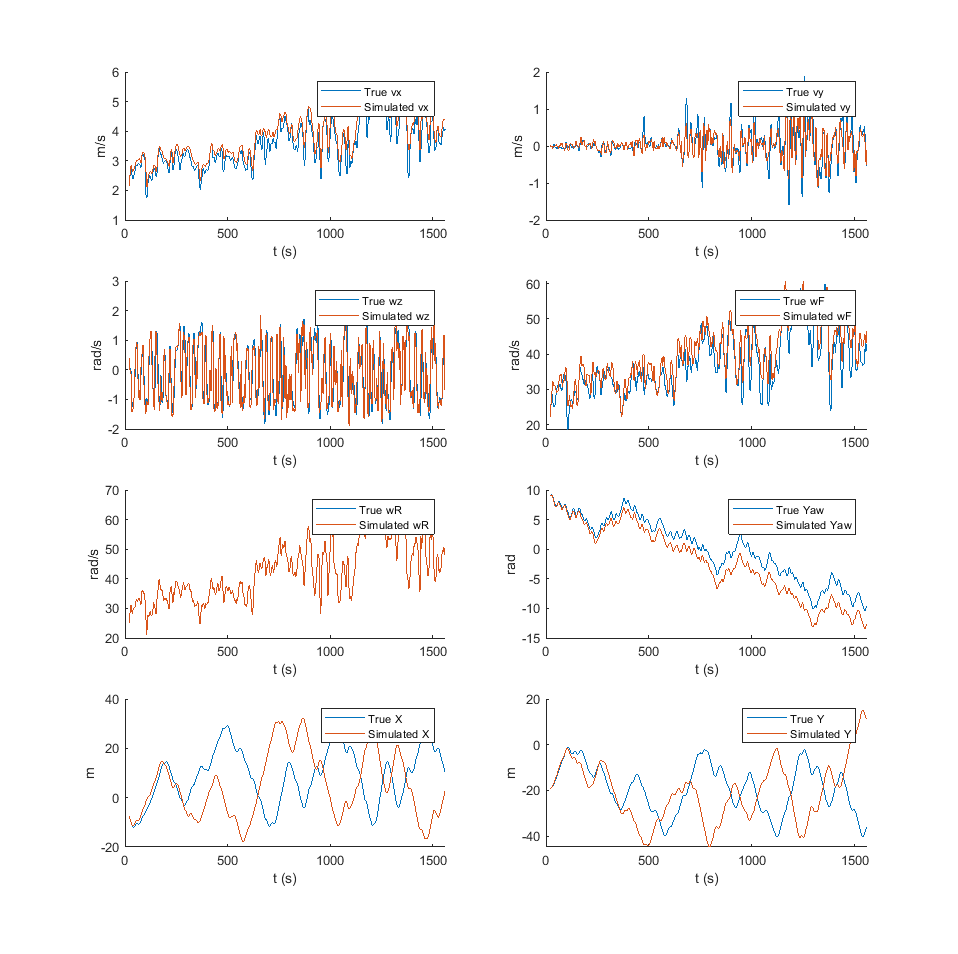 6
5
4
3
2
1
m/s
0
500
1000
1500
t (s)
True vx
Simulated vx
2
1
0
-1
-2
m/s
0
500
1000
1500
t (s)
True vy
Simulated vy
3
2
1
0
-1
-2
rad/s
0
500
1000
1500
t (s)
True wz
Simulated wz
60
50
40
30
20
rad/s
0
500
1000
1500
t (s)
True wF
Simulated wF
70
60
50
40
30
20
rad/s
0
500
1000
1500
t (s)
True wR
Simulated wR
10
5
0
-5
-10
-15
rad
0
500
1000
1500
t (s)
True Yaw
Simulated Yaw
40
20
0
-20
m
0
500
1000
1500
t (s)
True X
Simulated X
20
0
-20
-40
m
0
500
1000
1500
t (s)
True Y
Simulated Y